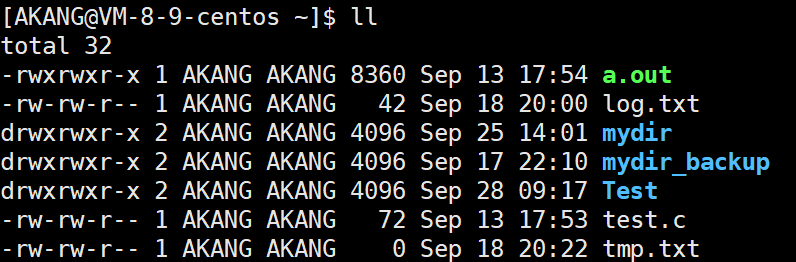 [AKANG@VM-8-9-centos ~]$ ll
total 32
-rwxrwxr-x 1 AKANG AKANG 8360 Sep 13 17:54 a.out
-rw-rw-r-- 1 AKANG AKANG   42 Sep 18 20:00 log.txt
drwxrwxr-x 2 AKANG AKANG 4096 Sep 25 14:01 mydir
drwxrwxr-x 2 AKANG AKANG 4096 Sep 17 22:10 mydir_backup
drwxrwxr-x 2 AKANG AKANG 4096 Sep 28 09:17 Test
-rw-rw-r-- 1 AKANG AKANG   72 Sep 13 17:53 test.c
-rw-rw-r-- 1 AKANG AKANG    0 Sep 18 20:22 tmp.txt